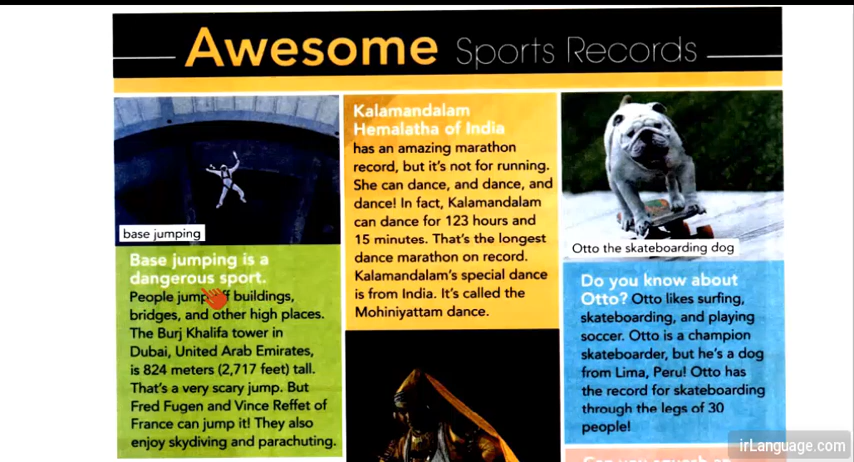 Awesome Sports Records
base jumping
Base jumping is a
dangerous sport.
People jump off buildings,
bridges, and other high places.
The Burj Khalifa tower in
Dubai, United Arab Emirates,
is 824 meters (2,717 feet) tall.
That's a very scary jump. But
Fred Fugen and Vince Reffet of
France can jump it! They also
enjoy skydiving and parachuting.
Kalamandalam
Hemalatha of India
has an amazing marathon
record, but it's not for running.
She can dance, and dance, and
dance! In fact, Kalamandalam
can dance for 123 hours and
15 minutes. That's the longest
dance marathon on record.
Kalamandalam's special dance
is from India. It's called the
Mohiniyattam dance.
Otto the skateboarding dog
Do you know about
Otto? Otto likes surfing,
skateboarding, and playing
soccer. Otto is a champion
skateboarder, but he's a dog
from Lima, Peru! Otto has
the record for skateboarding
through the legs of 30
people!
irLanguage.com